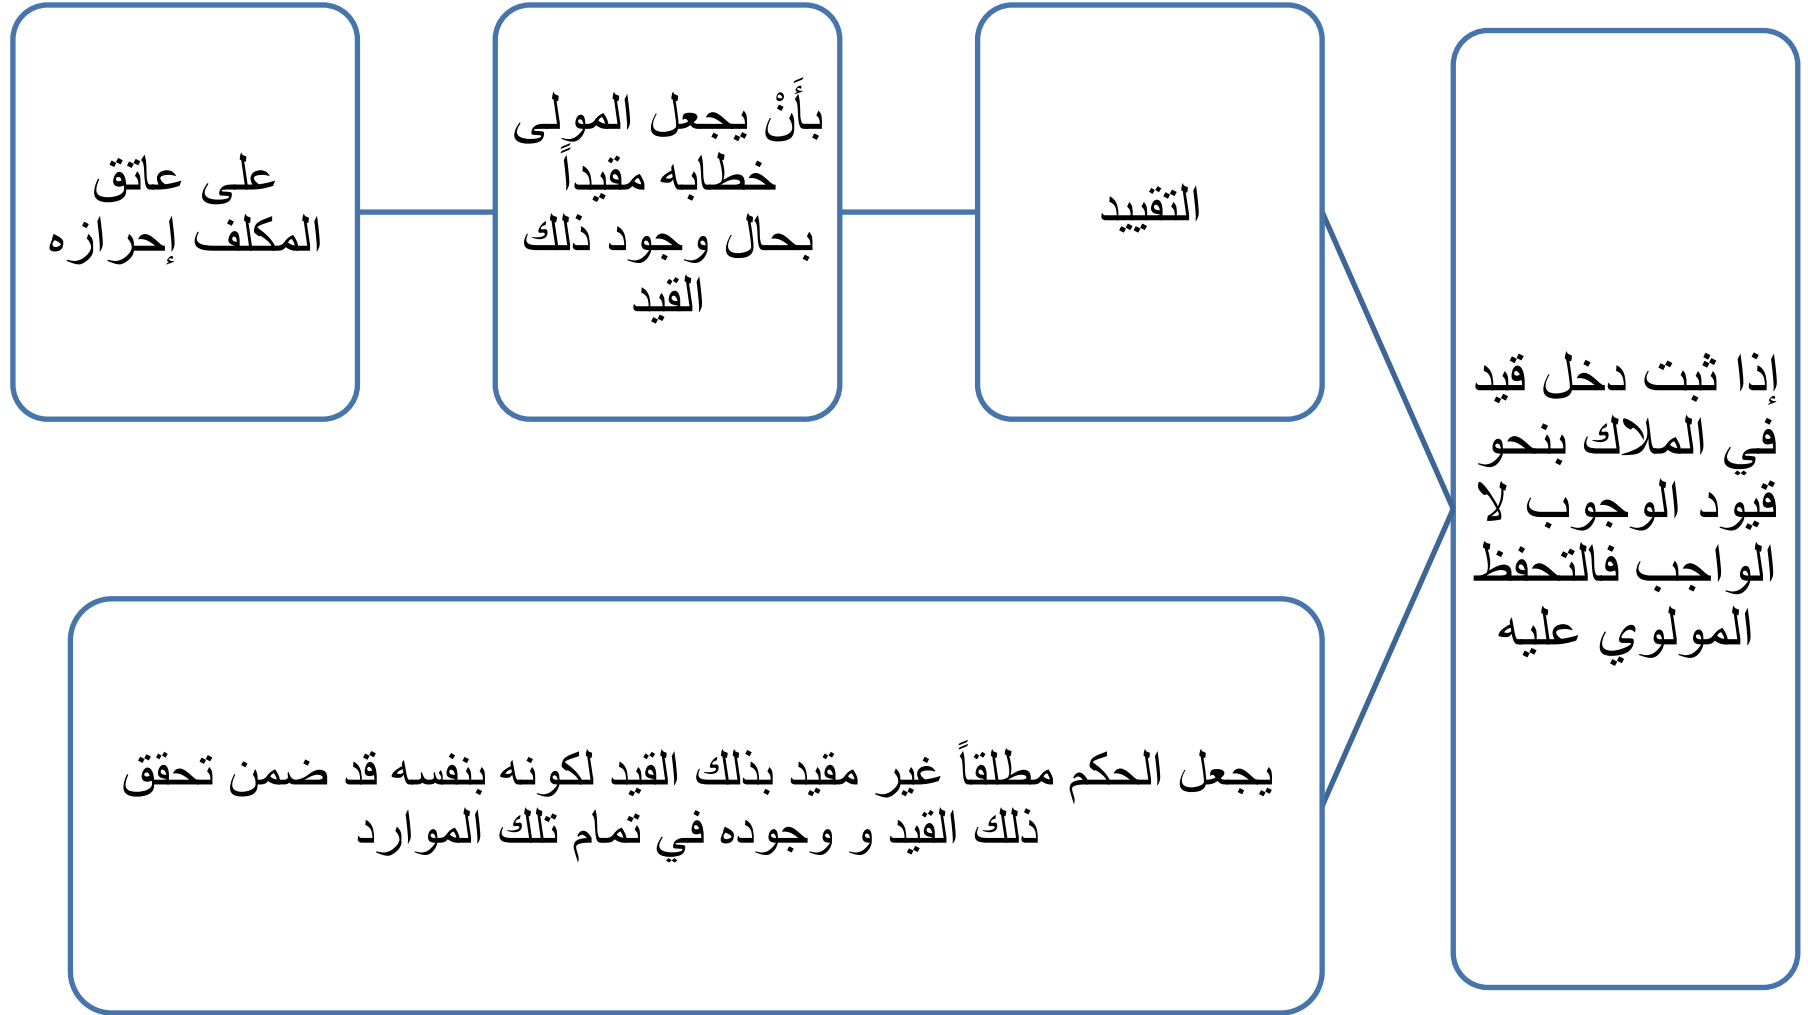 إذا ثبت دخل قيد
في الملاك بنحو
قيود الوجوب لا
الواجب فالتحفظ
المولوي عليه
التقييد
بأَنْ يجعل المولى
خطابه مقيداً
بحال وجود ذلك
القيد
على عاتق
المكلف إحرازه
يجعل الحكم مطلقاً غير مقيد بذلك القيد لكونه بنفسه قد ضمن تحقق
ذلك القيد و وجوده في تمام تلك الموارد